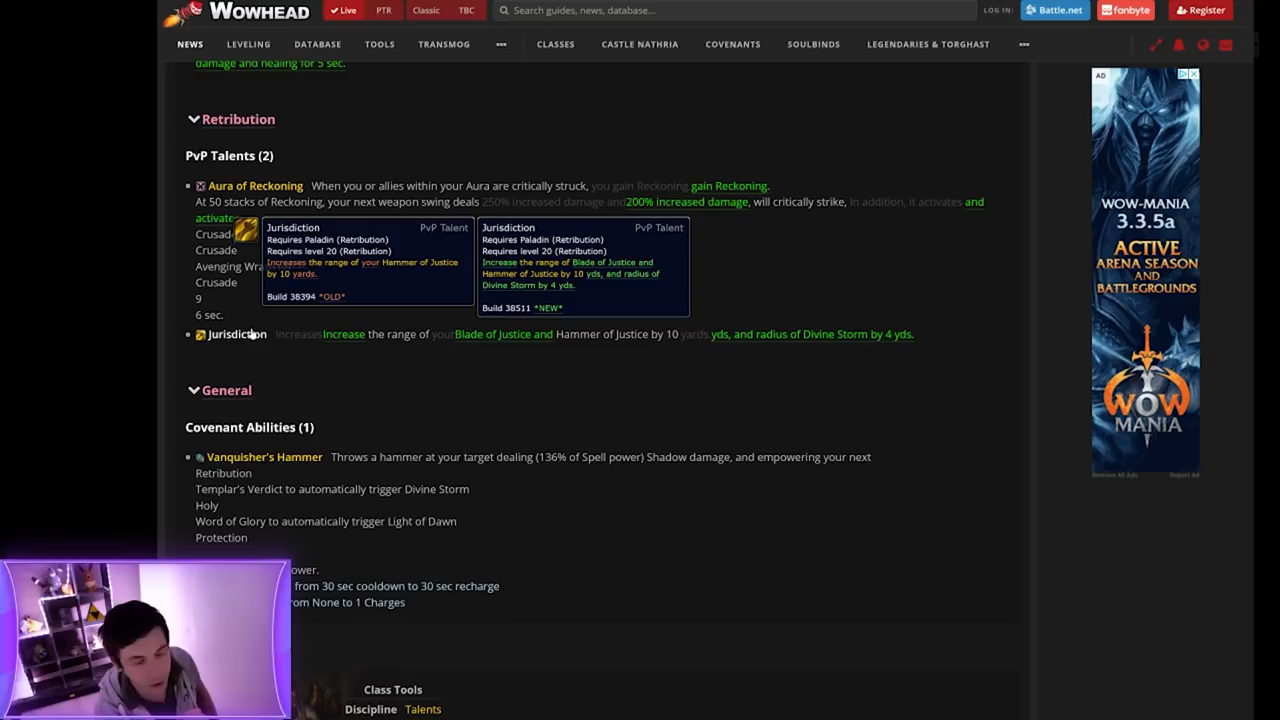 WOWHEAD
Live PTR Classic TBC Search guides, news, database... LOG IN: Battle.net fanbyte Register
NEWS LEVELING DATABASE TOOLS TRANSMOG ••• CLASSES CASTLE NATHRIA COVENANTS SOULBINDS LEGENDARIES & TORGHAST •••
damage and healing for 5 sec.
Retribution
PvP Talents (2)
Aura of Reckoning When you or allies within your Aura are critically struck, you gain Reckoning.gain Reckoning.
At 50 stacks of Reckoning, your next weapon swing deals 250% increased damage and200% increased damage, will critically strike, In addition, it activates and
activate
Crusad
Crusade
Avenging Wra
Crusade
9
6 sec.
Jurisdiction PvP Talent
Requires Paladin (Retribution)
Requires level 20 (Retribution)
Increases the range of your Hammer of Justice
by 10 yards.
Build 38394 *OLD*
Jurisdiction PvP Talent
Requires Paladin (Retribution)
Requires level 20 (Retribution)
Increase the range of Blade of Justice and
Hammer of Justice by 10 yds, and radius of
Divine Storm by 4 yds.
Build 38511 *NEW*
Jurisdiction IncreasesIncrease the range of yourBlade of Justice and Hammer of Justice by 10 yards.yds, and radius of Divine Storm by 4 yds.
General
Covenant Abilities (1)
Vanquisher's Hammer Throws a hammer at your target dealing (136% of Spell power) Shadow damage, and empowering your next
Retribution
Templar's Verdict to automatically trigger Divine Storm
Holy
Word of Glory to automatically trigger Light of Dawn
Protection
ower.
from 30 sec cooldown to 30 sec recharge
om None to 1 Charges
Class Tools
Discipline Talents
AD
WOW-MANIA
3.3.5a
ACTIVE
ARENA SEASON
AND
BATTLEGROUNDS
WOW
MANIA
Remove All Ads Report Ad